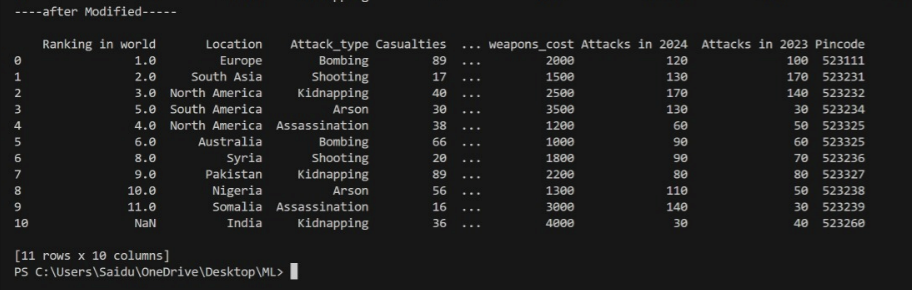 ----after Modified-----
Ranking in world Location Attack_type Casualties ... weapons_cost Attacks in 2024 Attacks in 2023 Pincode
0 1.0 Europe Bombing 89 ... 2000 120 100 523111
1 2.0 South Asia Shooting 17 ... 1500 130 170 523231
2 3.0 North America Kidnapping 40 ... 2500 170 140 523232
3 5.0 South America Arson 30 ... 3500 130 30 523234
4 4.0 North America Assassination 38 ... 1200 60 50 523325
5 6.0 Australia Bombing 66 ... 1000 90 60 523325
6 8.0 Syria Shooting 20 ... 1800 90 70 523236
7 9.0 Pakistan Kidnapping 89 ... 2200 80 80 523327
8 10.0 Nigeria Arson 56 ... 1300 110 50 523238
9 11.0 Somalia Assassination 16 ... 3000 140 30 523239
10 NaN India Kidnapping 36 ... 4000 30 40 523260
[11 rows x 10 columns]
PS C:\Users\Saidu\OneDrive\Desktop\ML>